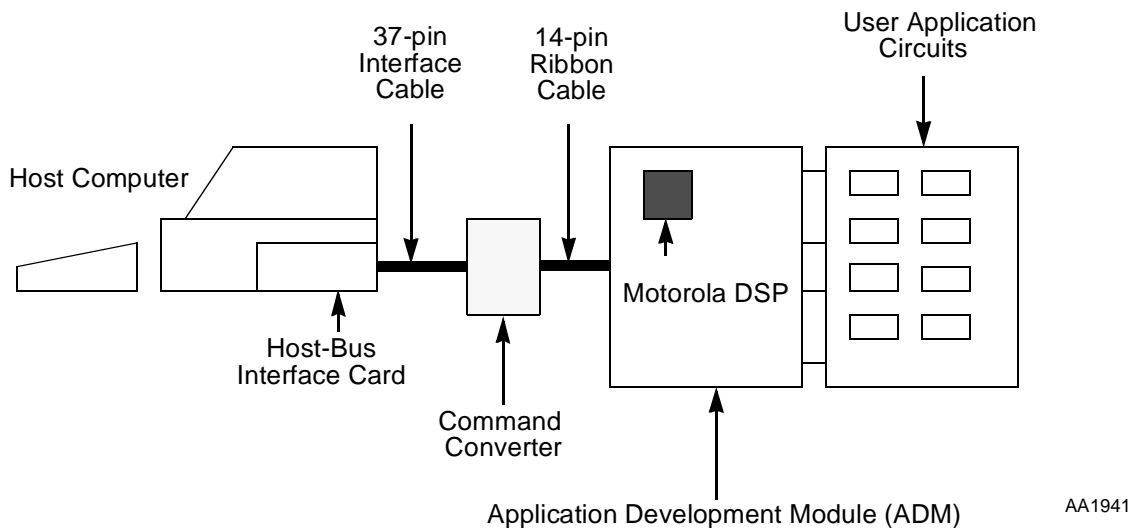 37-pin
Interface
Cable
14-pin
Ribbon
Cable
User Application
Circuits
Host Computer
Motorola DSP
Host-Bus
Interface Card
Command
Converter
Application Development Module (ADM)
AA1941